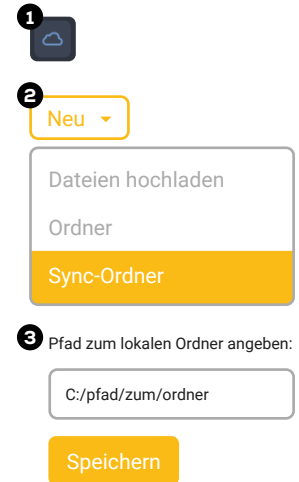 1
2
Neu
Dateien hochladen
Ordner
Sync-Ordner
3 Pfad zum lokalen Ordner angeben:
C:/pfad/zum/ordner
Speichern